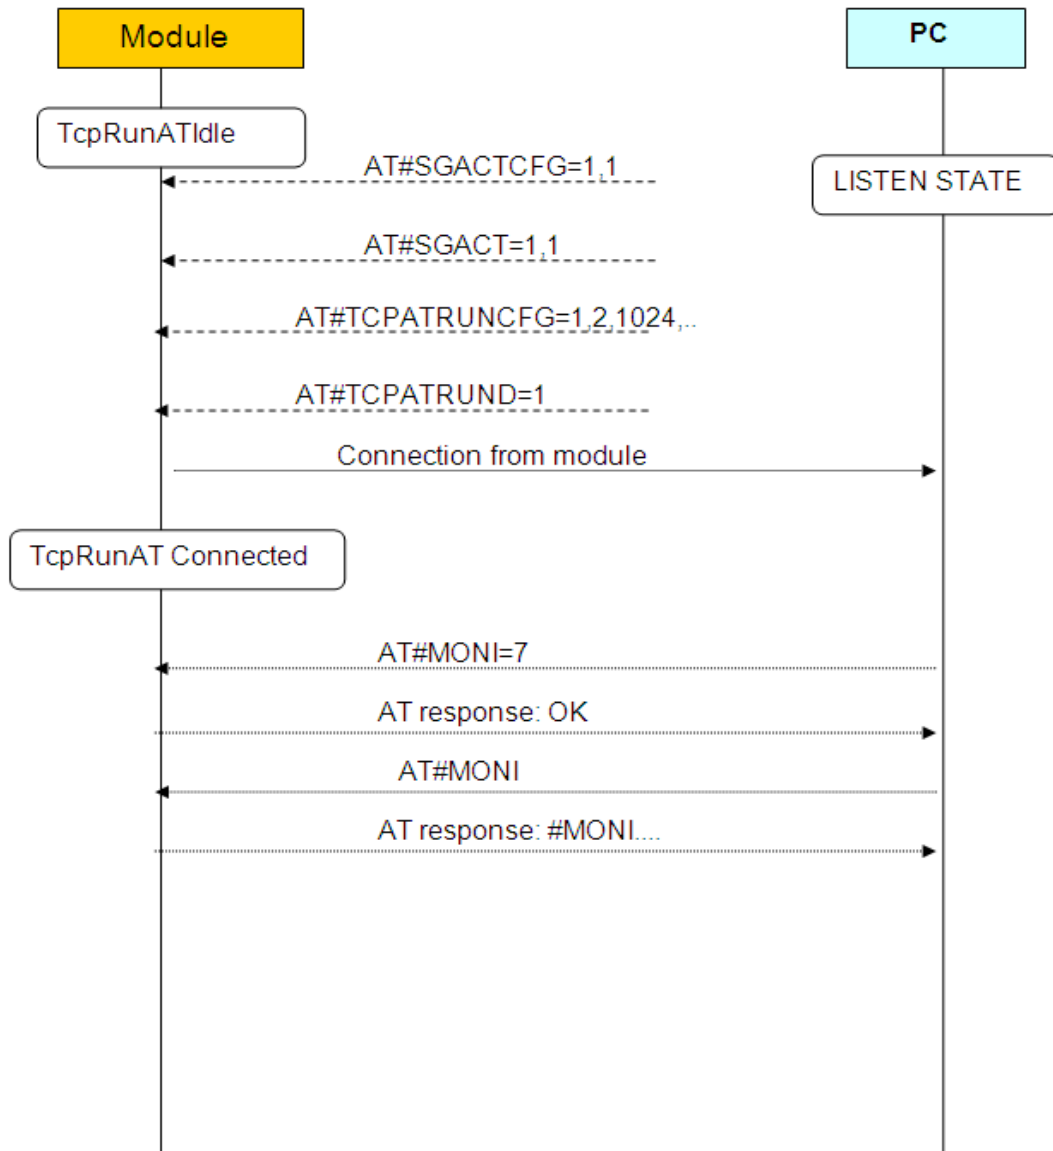 Module
PC
TcpRunATIdle
AT#SGACTCFG=1,1
LISTEN STATE
AT#SGACT=1,1
AT#TCPATRUNCFG=1,2,1024,..
AT#TCPATRUND=1
Connection from module
TcpRunAT Connected
AT#MONI=7
AT response: OK
AT#MONI
AT response: #MONI....